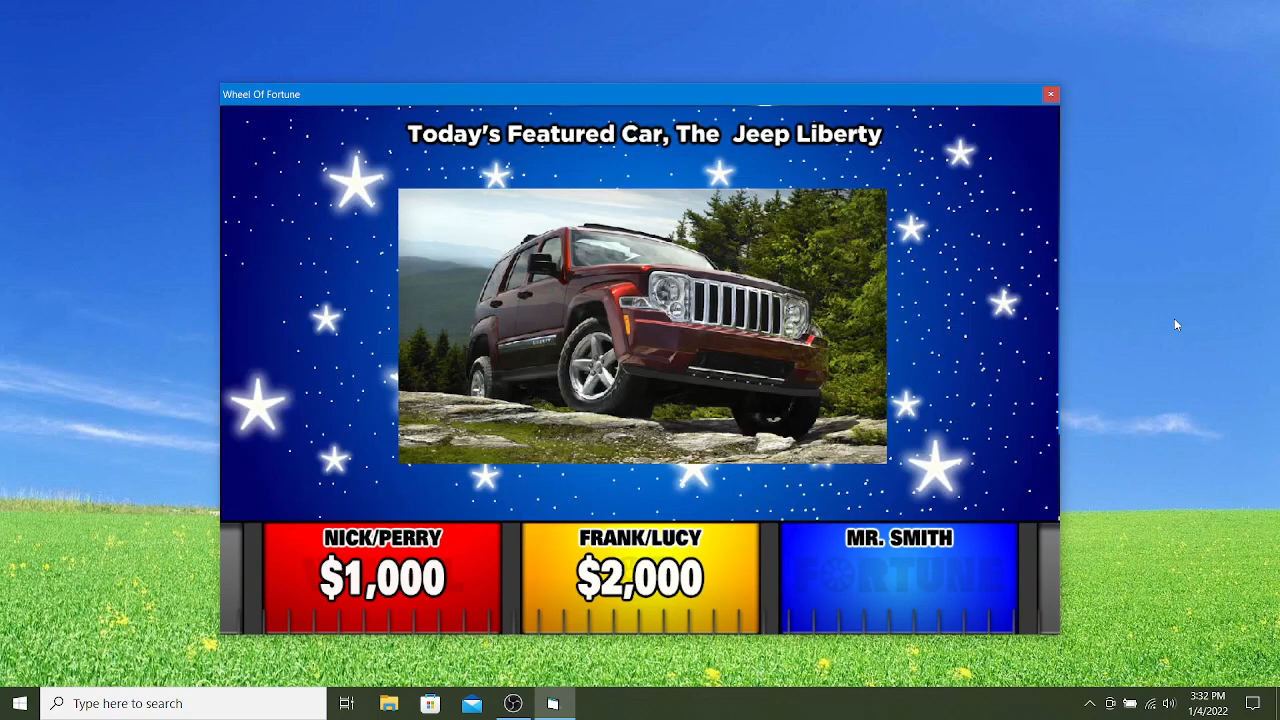 Wheel Of Fortune
Today's Featured Car, The  Jeep Liberty
NICK/PERRY
$1,000
FRANK/LUCY
$2,000
MR. SMITH
FORTUNE
Type here to search
3:32 PM
1/4/2022